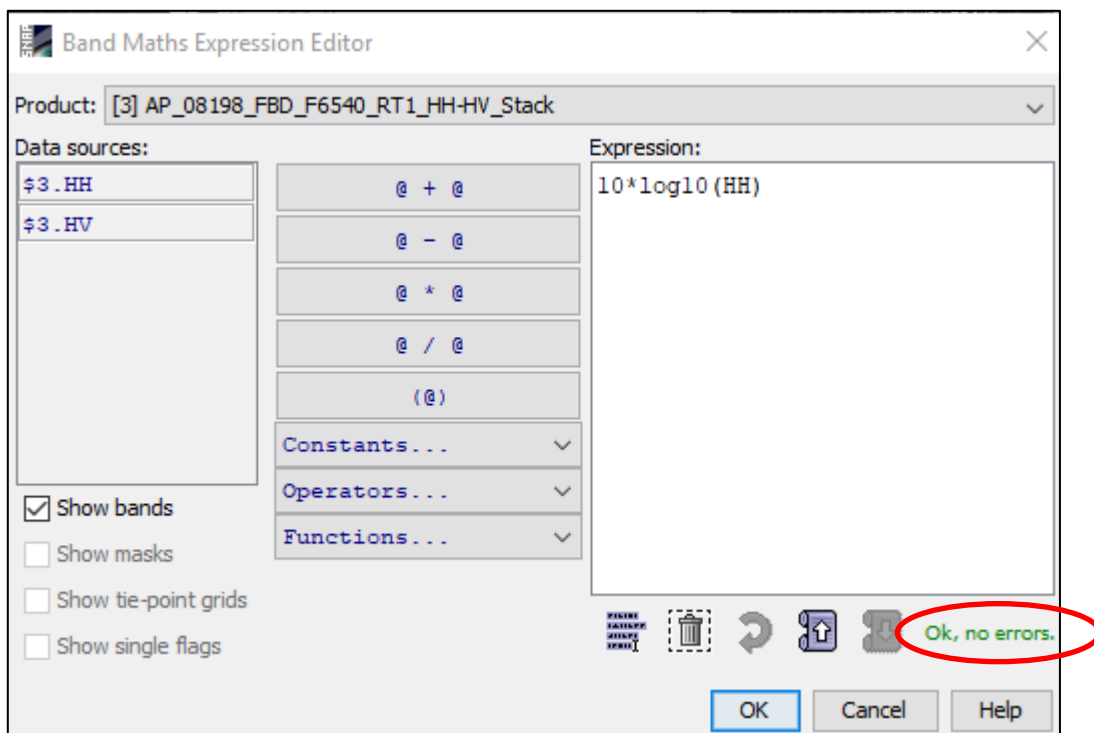 SNAP
Band Maths Expression Editor
Product: [3] AP_08198_FBD_F6540_RT1_HH-HV_Stack
Data sources:
$3.HH
$3.HV
@ + @
@ - @
@ * @
@ / @
(@)
Constants...
Operators...
Functions...
Show bands
Show masks
Show tie-point grids
Show single flags
Expression:
10*log10(HH)
Ok, no errors.
OK Cancel Help